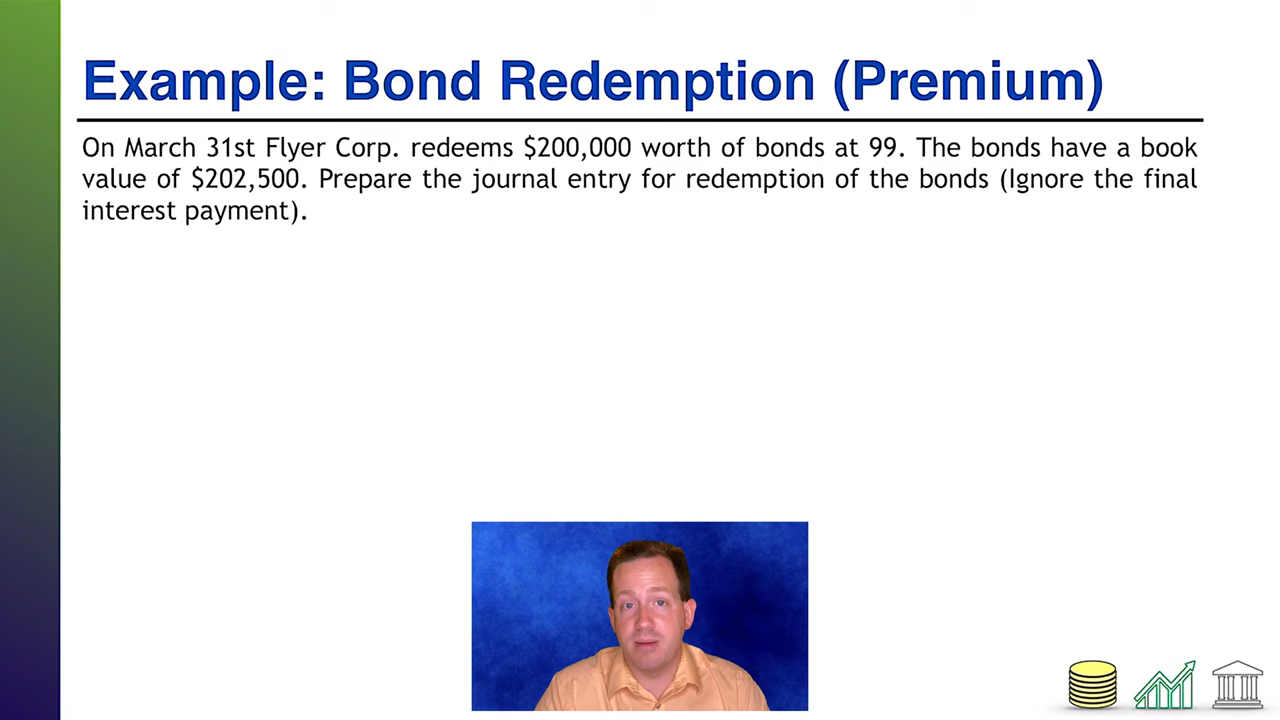 Example: Bond Redemption (Premium)
On March 31st Flyer Corp. redeems $200,000 worth of bonds at 99. The bonds have a book
value of $202,500. Prepare the journal entry for redemption of the bonds (Ignore the final
interest payment).